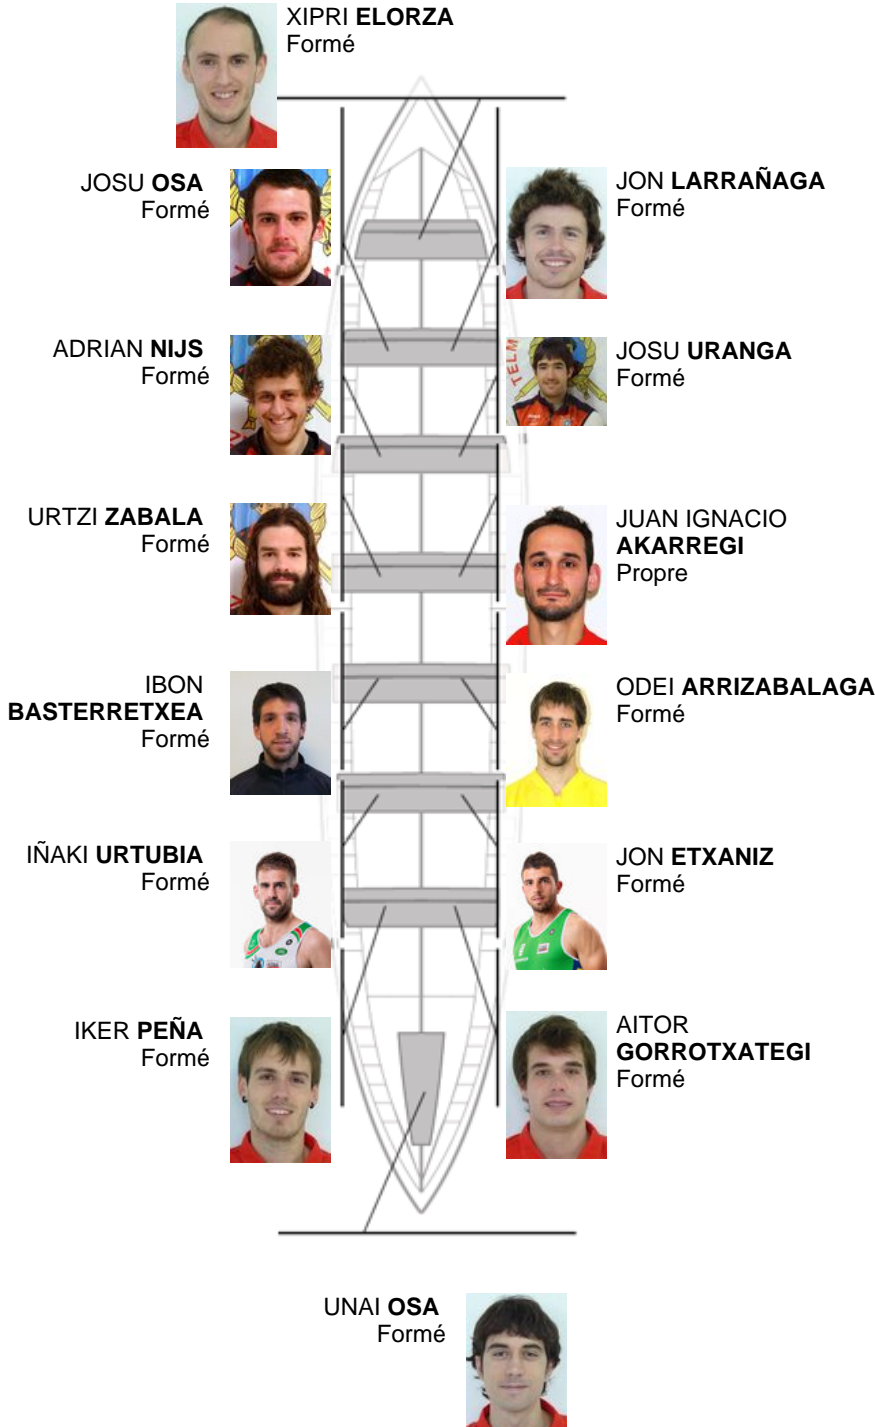 XIPRI ELORZA
Formé
JOSU OSA
Formé
JON LARRAÑAGA
Formé
ADRIAN NIJS
Formé
JOSU URANGA
Formé
TELM
URTZI ZABALA
Formé
JUAN IGNACIO
AKARREGI
Propre
IBON
BASTERRETXEA
Formé
ODEI ARRIZABALAGA
Formé
IÑAKI URTUBIA
Formé
JON ETXANIZ
Formé
IKER PEÑA
Formé
AITOR
GORROTXATEGI
Formé
UNAI OSA
Formé